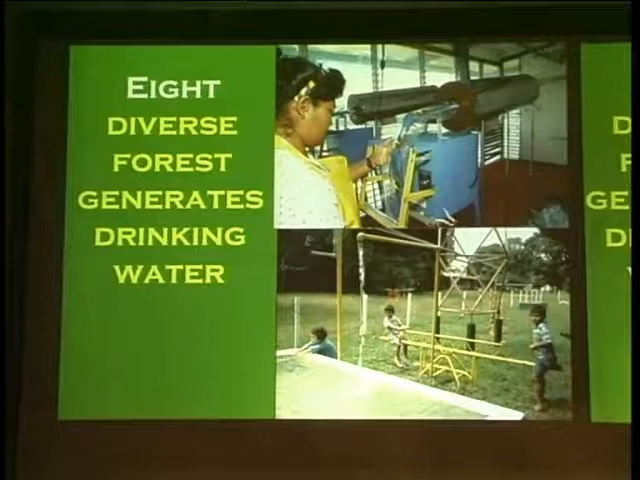 EIGHT
DIVERSE
FOREST
GENERATES
DRINKING
WATER